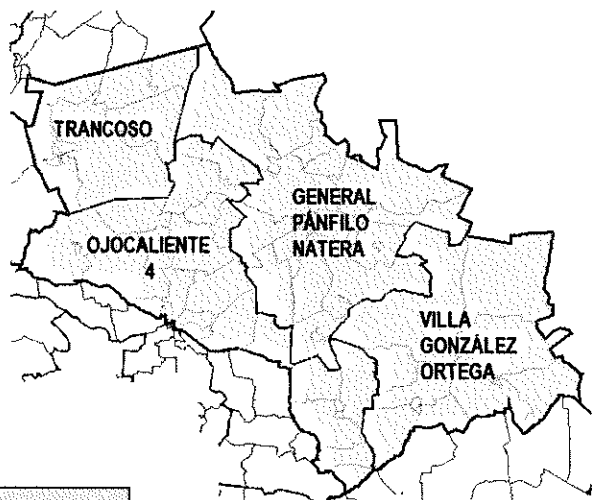 TRANCOSO
OJOCALIENTE
4
GENERAL
PÁNFILO
NATERA
VILLA
GONZÁLEZ
ORTEGA